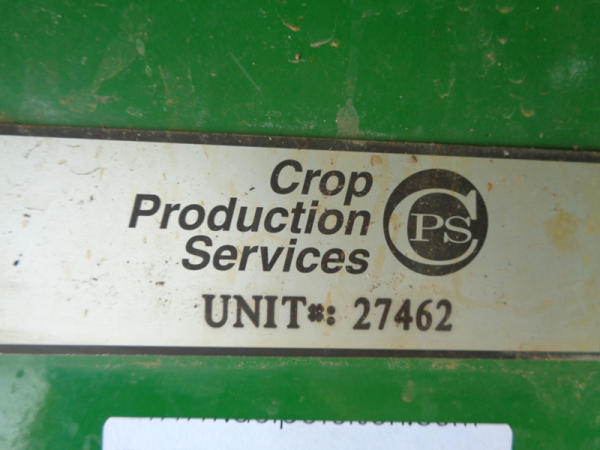 Crop
Production
Services
CPS
UNIT#: 27462